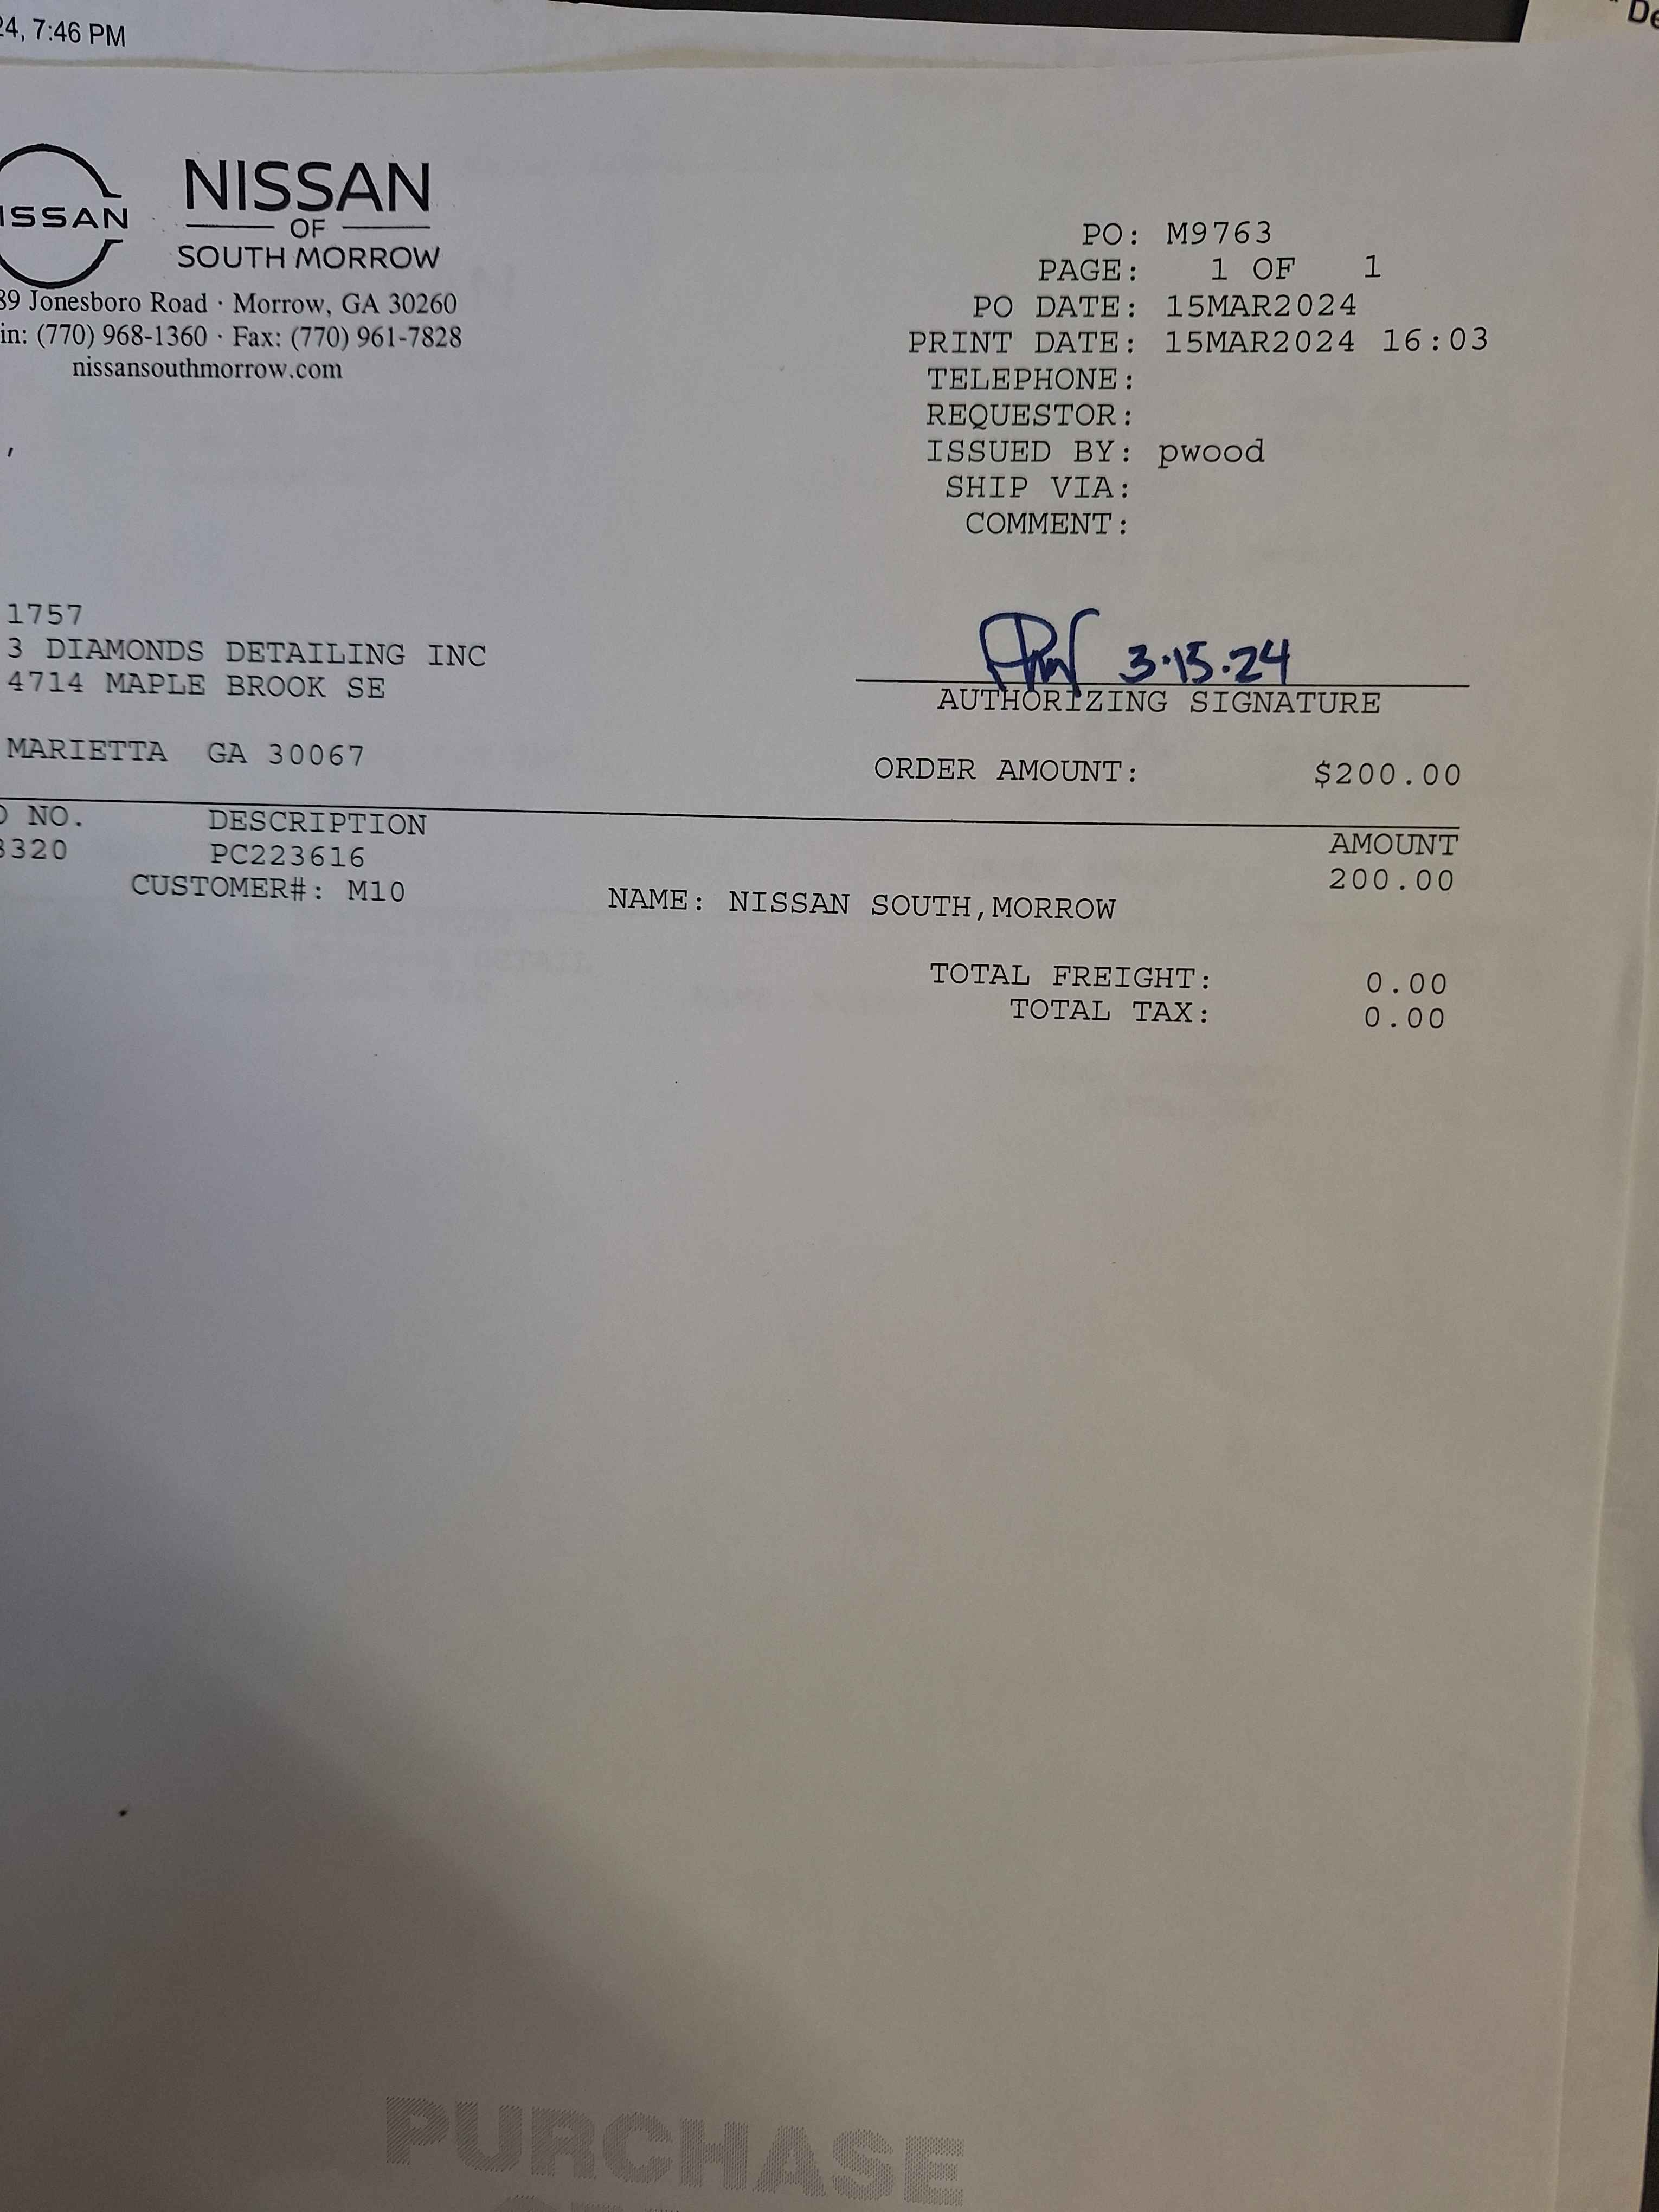 24, 7:46 PM
De
NISSAN
NISSAN
OF
SOUTH MORROW
89 Jonesboro Road · Morrow, GA 30260
in: (770) 968-1360 · Fax: (770) 961-7828
nissansouthmorrow.com
PO: M9763
PAGE: 1 OF 1
PO DATE: 15MAR2024
PRINT DATE: 15MAR2024 16:03
TELEPHONE:
REQUESTOR:
ISSUED BY: pwood
SHIP VIA:
COMMENT:
,
1757
3 DIAMONDS DETAILING INC
4714 MAPLE BROOK SE
MARIETTA GA 30067
3·15·24
AUTHORIZING SIGNATURE
ORDER AMOUNT: $200.00
NO. DESCRIPTION AMOUNT
3320 PC223616 200.00
CUSTOMER#: M10 NAME: NISSAN SOUTH,MORROW
TOTAL FREIGHT: 0.00
TOTAL TAX: 0.00
PURCHASE